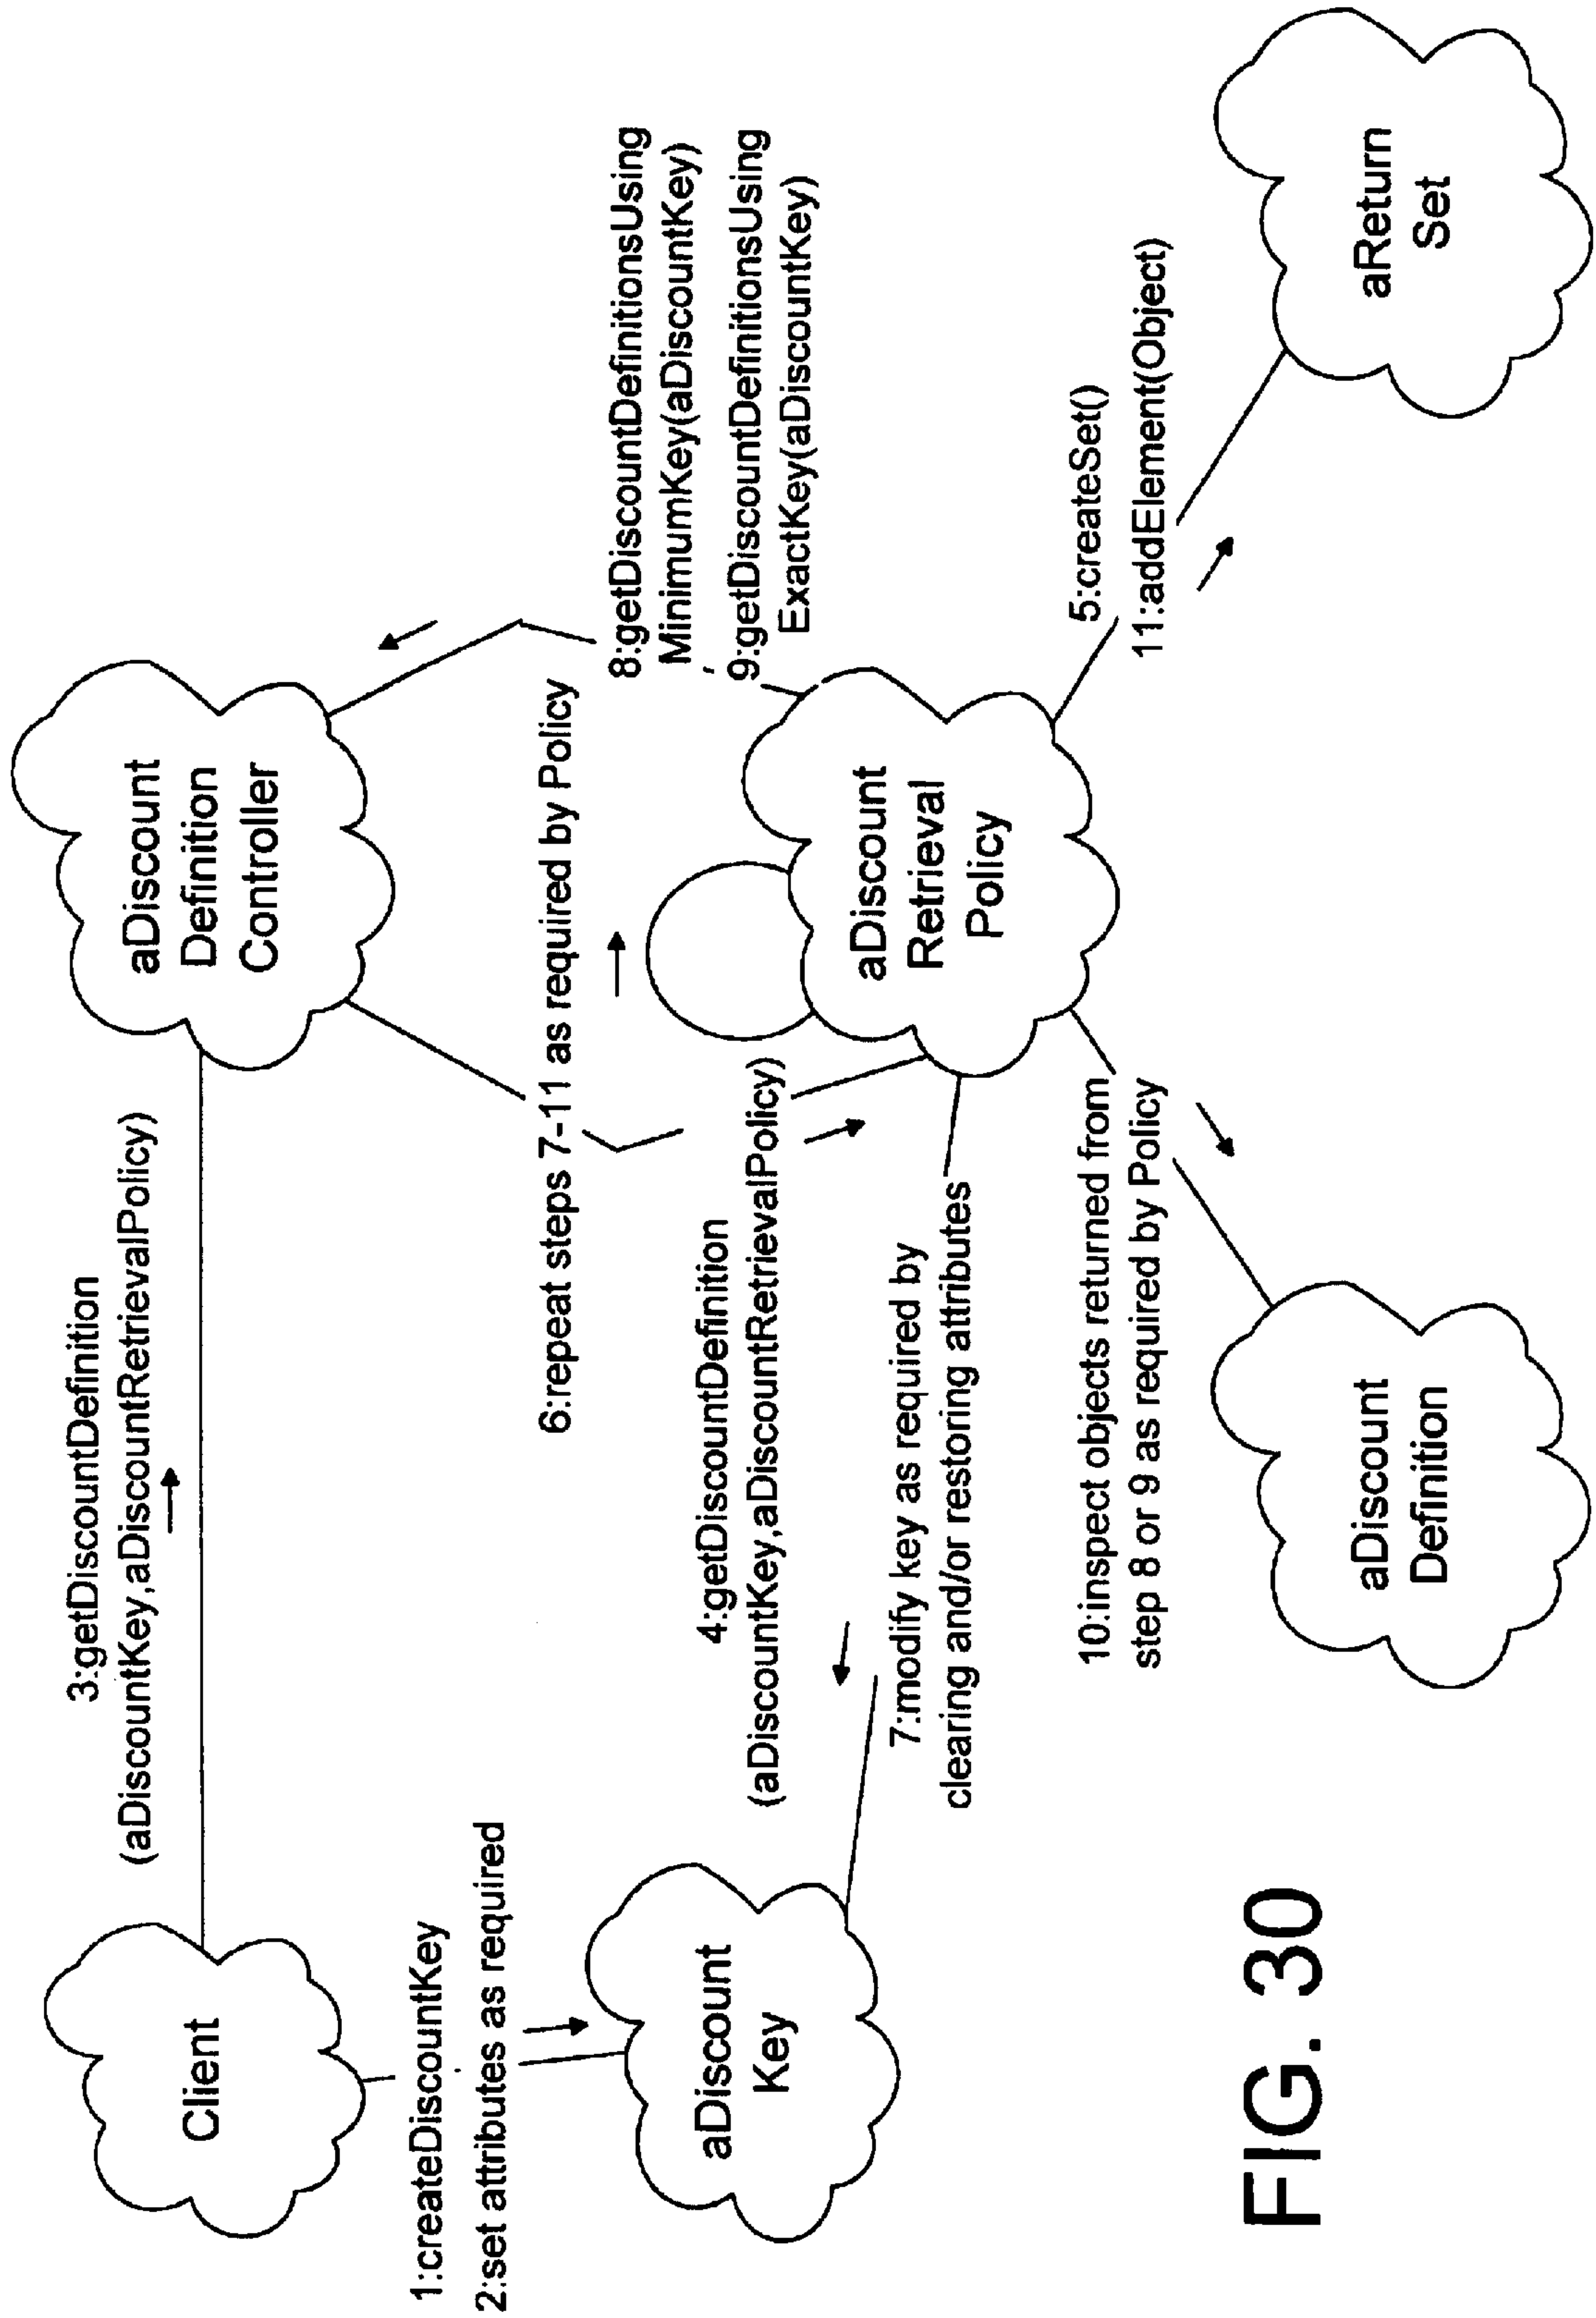 Client
3:getDiscountDefinition
(aDiscountKey,aDiscountRetrievalPolicy)
aDiscount
Definition
Controller
1:createDiscountKey
2:set attributes as required
6:repeat steps 7-11 as required by Policy
8:getDiscountDefinitionsUsing
MinimumKey(aDiscountKey)
9:getDiscountDefinitionsUsing
ExactKey(aDiscountKey)
aDiscount
Key
4:getDiscountDefinition
(aDiscountKey,aDiscountRetrievalPolicy)
aDiscount
Retrieval
Policy
7:modify key as required by
clearing and/or restoring attributes
10:inspect objects returned from
step 8 or 9 as required by Policy
5:createSet()
11:addElement(Object)
aDiscount
Definition
aReturn
Set
FIG. 30